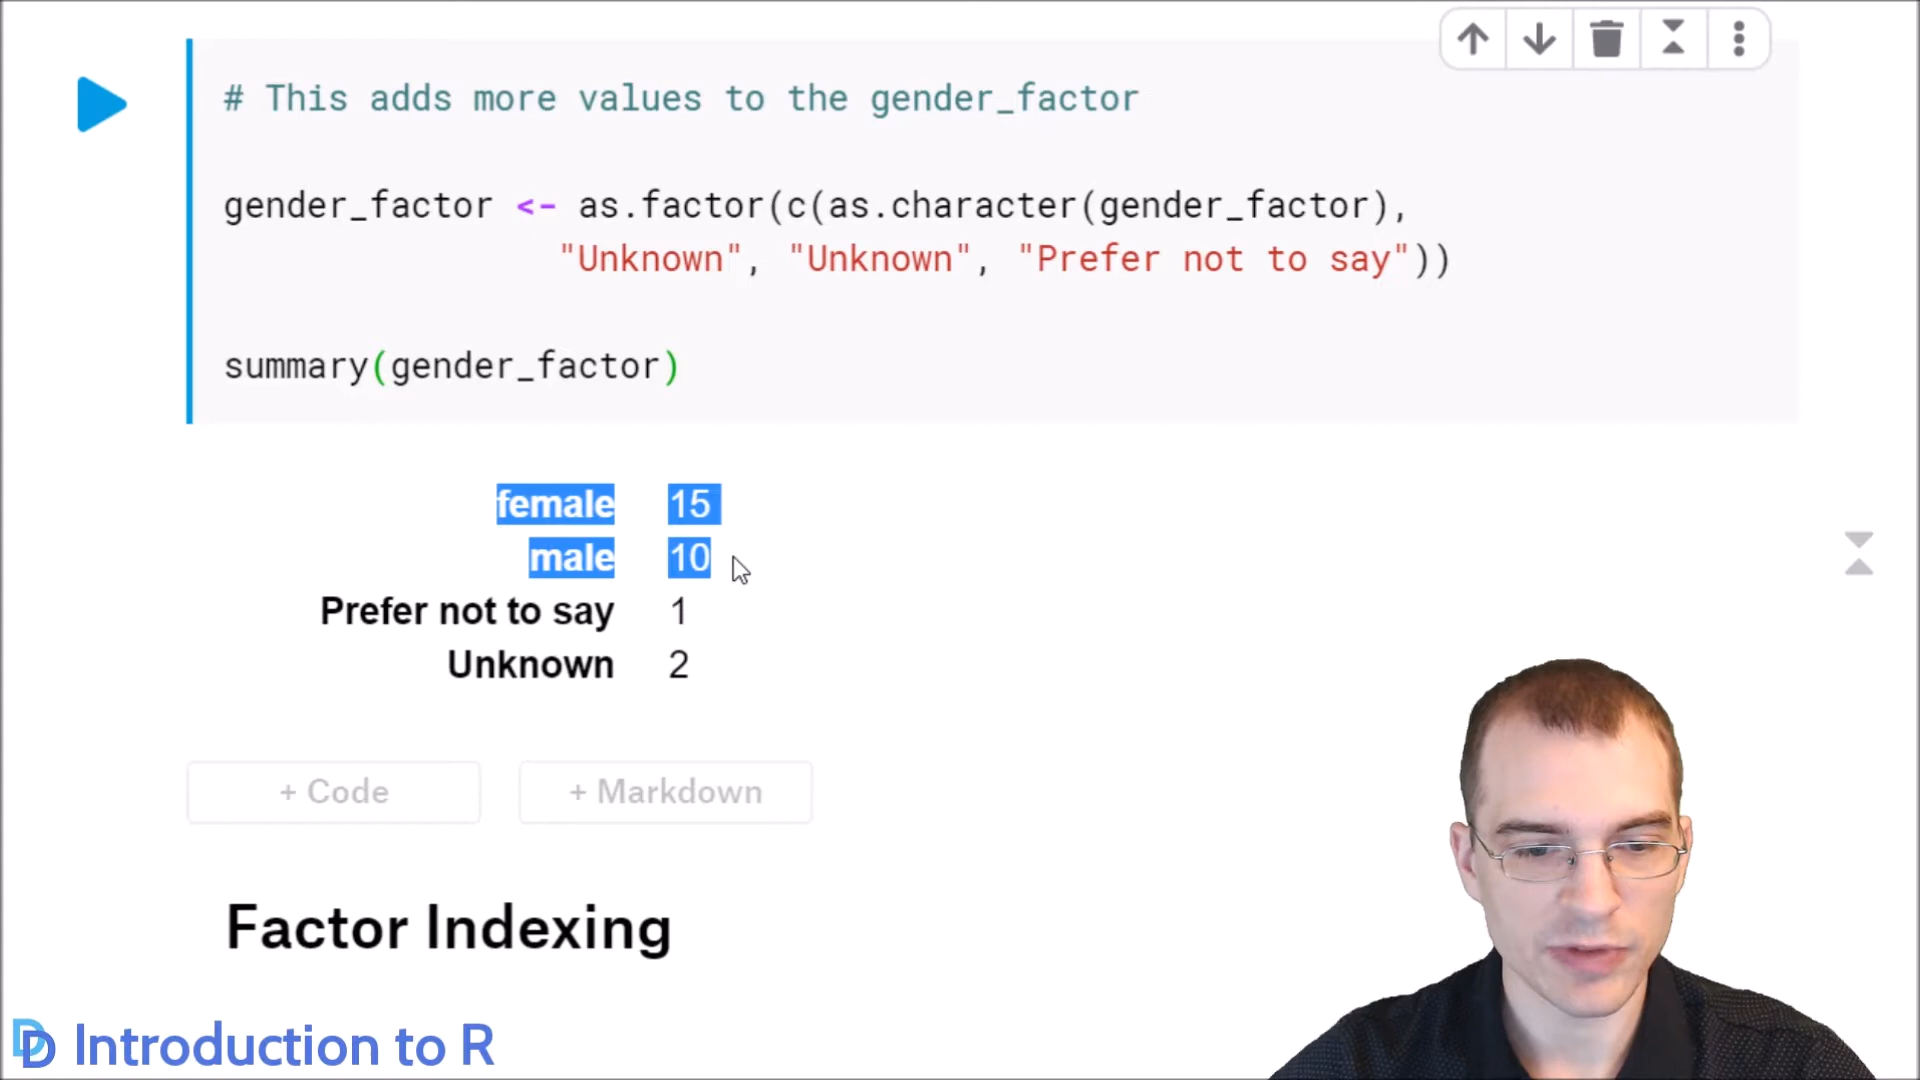 # This adds more values to the gender_factor
gender_factor <- as.factor(c(as.character(gender_factor),
"Unknown", "Unknown", "Prefer not to say"))
summary(gender_factor)
female 15
male 10
Prefer not to say 1
Unknown 2
+ Code + Markdown
Factor Indexing
D Introduction to R